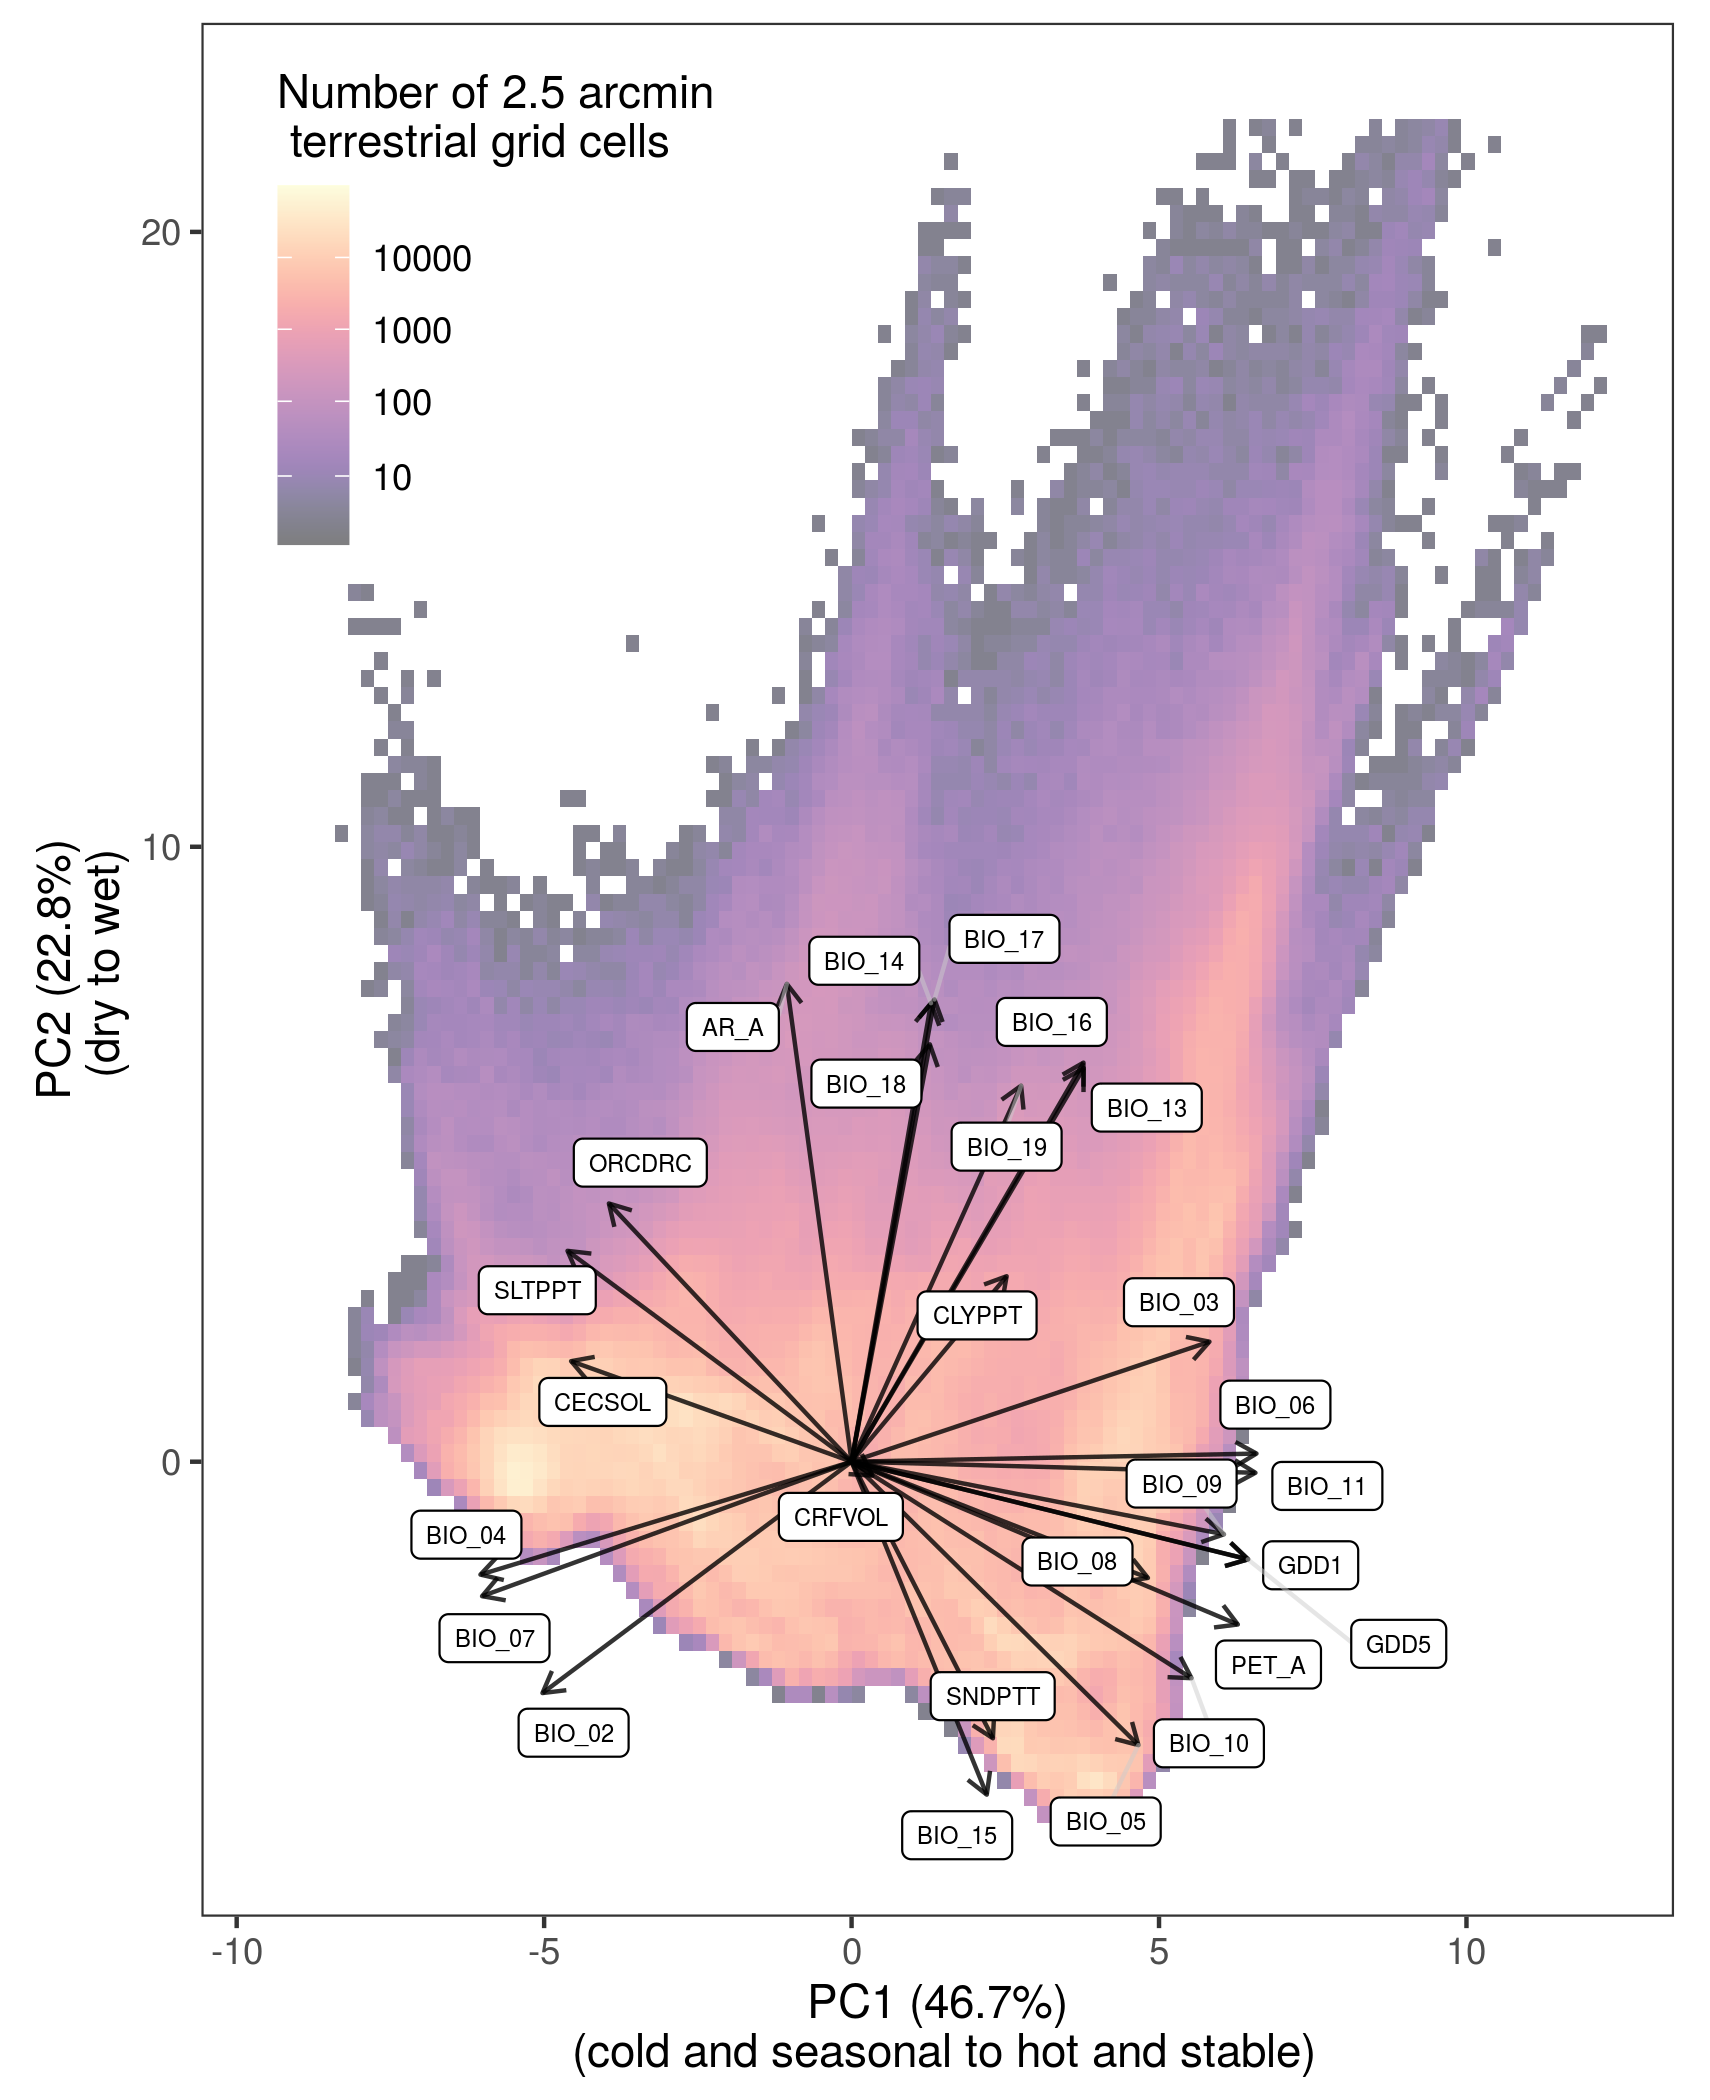 Number of 2.5 arcmin
terrestrial grid cells
10000
1000
100
10
20
10
0
PC2 (22.8%)
(dry to wet)
BIO_17
BIO_14
AR_A
BIO_16
BIO_18
BIO_13
BIO_19
ORCDRC
SLTPPT
CLYPPT
BIO_03
CECSOL
BIO_06
BIO_09
BIO_11
CRFVOL
BIO_04
BIO_08
GDD1
BIO_07
GDD5
PET_A
SNDPTT
BIO_02
BIO_10
BIO_05
BIO_15
-10
-5
0
5
10
PC1 (46.7%)
(cold and seasonal to hot and stable)